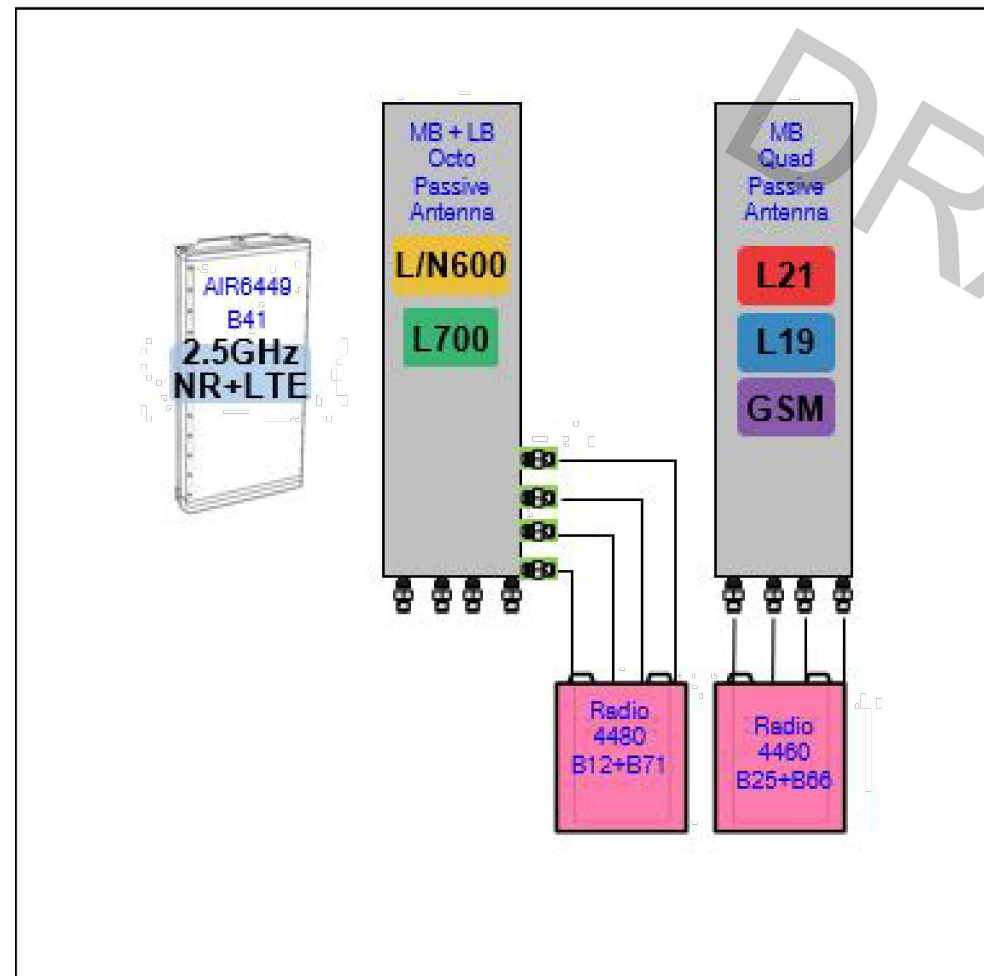 AIR6449
B41
2.5GHz
NR+LTE
MB + LB
Octo
Passive
Antenna
L/N600
L700
MB
Quad
Passive
Antenna
L21
L19
GSM
Radio
4480
B12+B71
Radio
4460
B25+B66